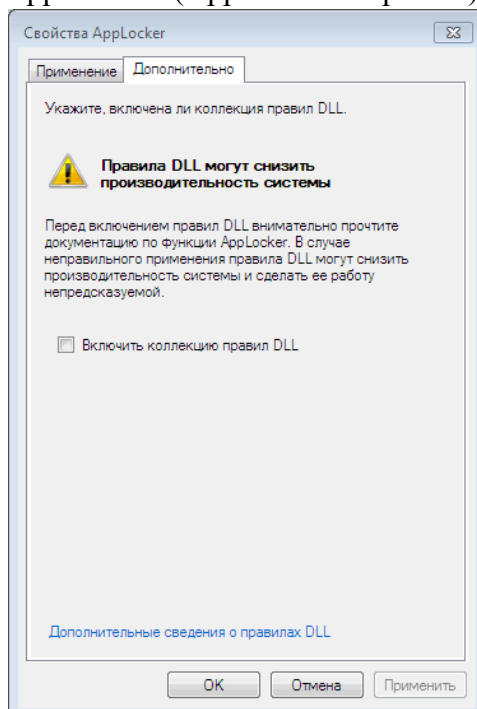 Свойства AppLocker
Применение Дополнительно
Укажите, включена ли коллекция правил DLL.
Правила DLL могут снизить
производительность системы
Перед включением правил DLL внимательно прочтите
документацию по функции AppLocker. В случае
неправильного применения правила DLL могут снизить
производительность системы и сделать ее работу
непредсказуемой.
Включить коллекцию правил DLL
Дополнительные сведения о правилах DLL
ОК Отмена Применить